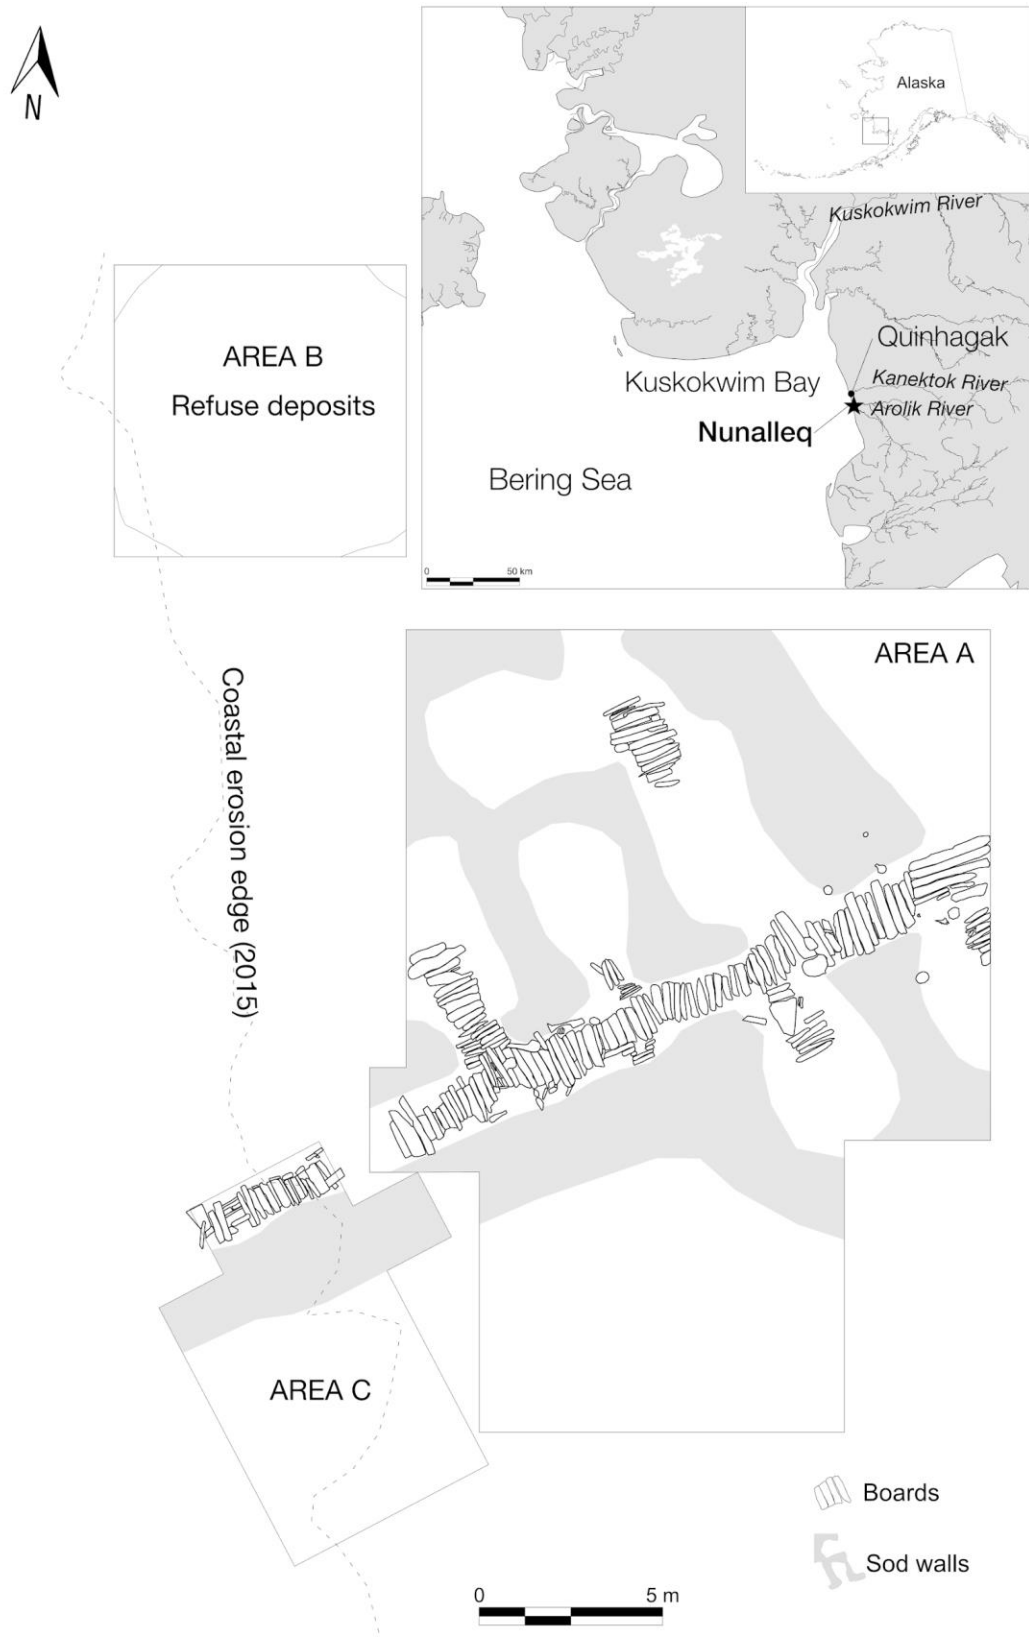 N
Alaska
Kuskokwim River
Quinhagak
Kuskokwim Bay
Kanektok River
Arolik River
Nunalleq
Bering Sea
0 50 km
AREA B
Refuse deposits
AREA A
Coastal erosion edge (2015)
AREA C
Boards
Sod walls
0 5 m